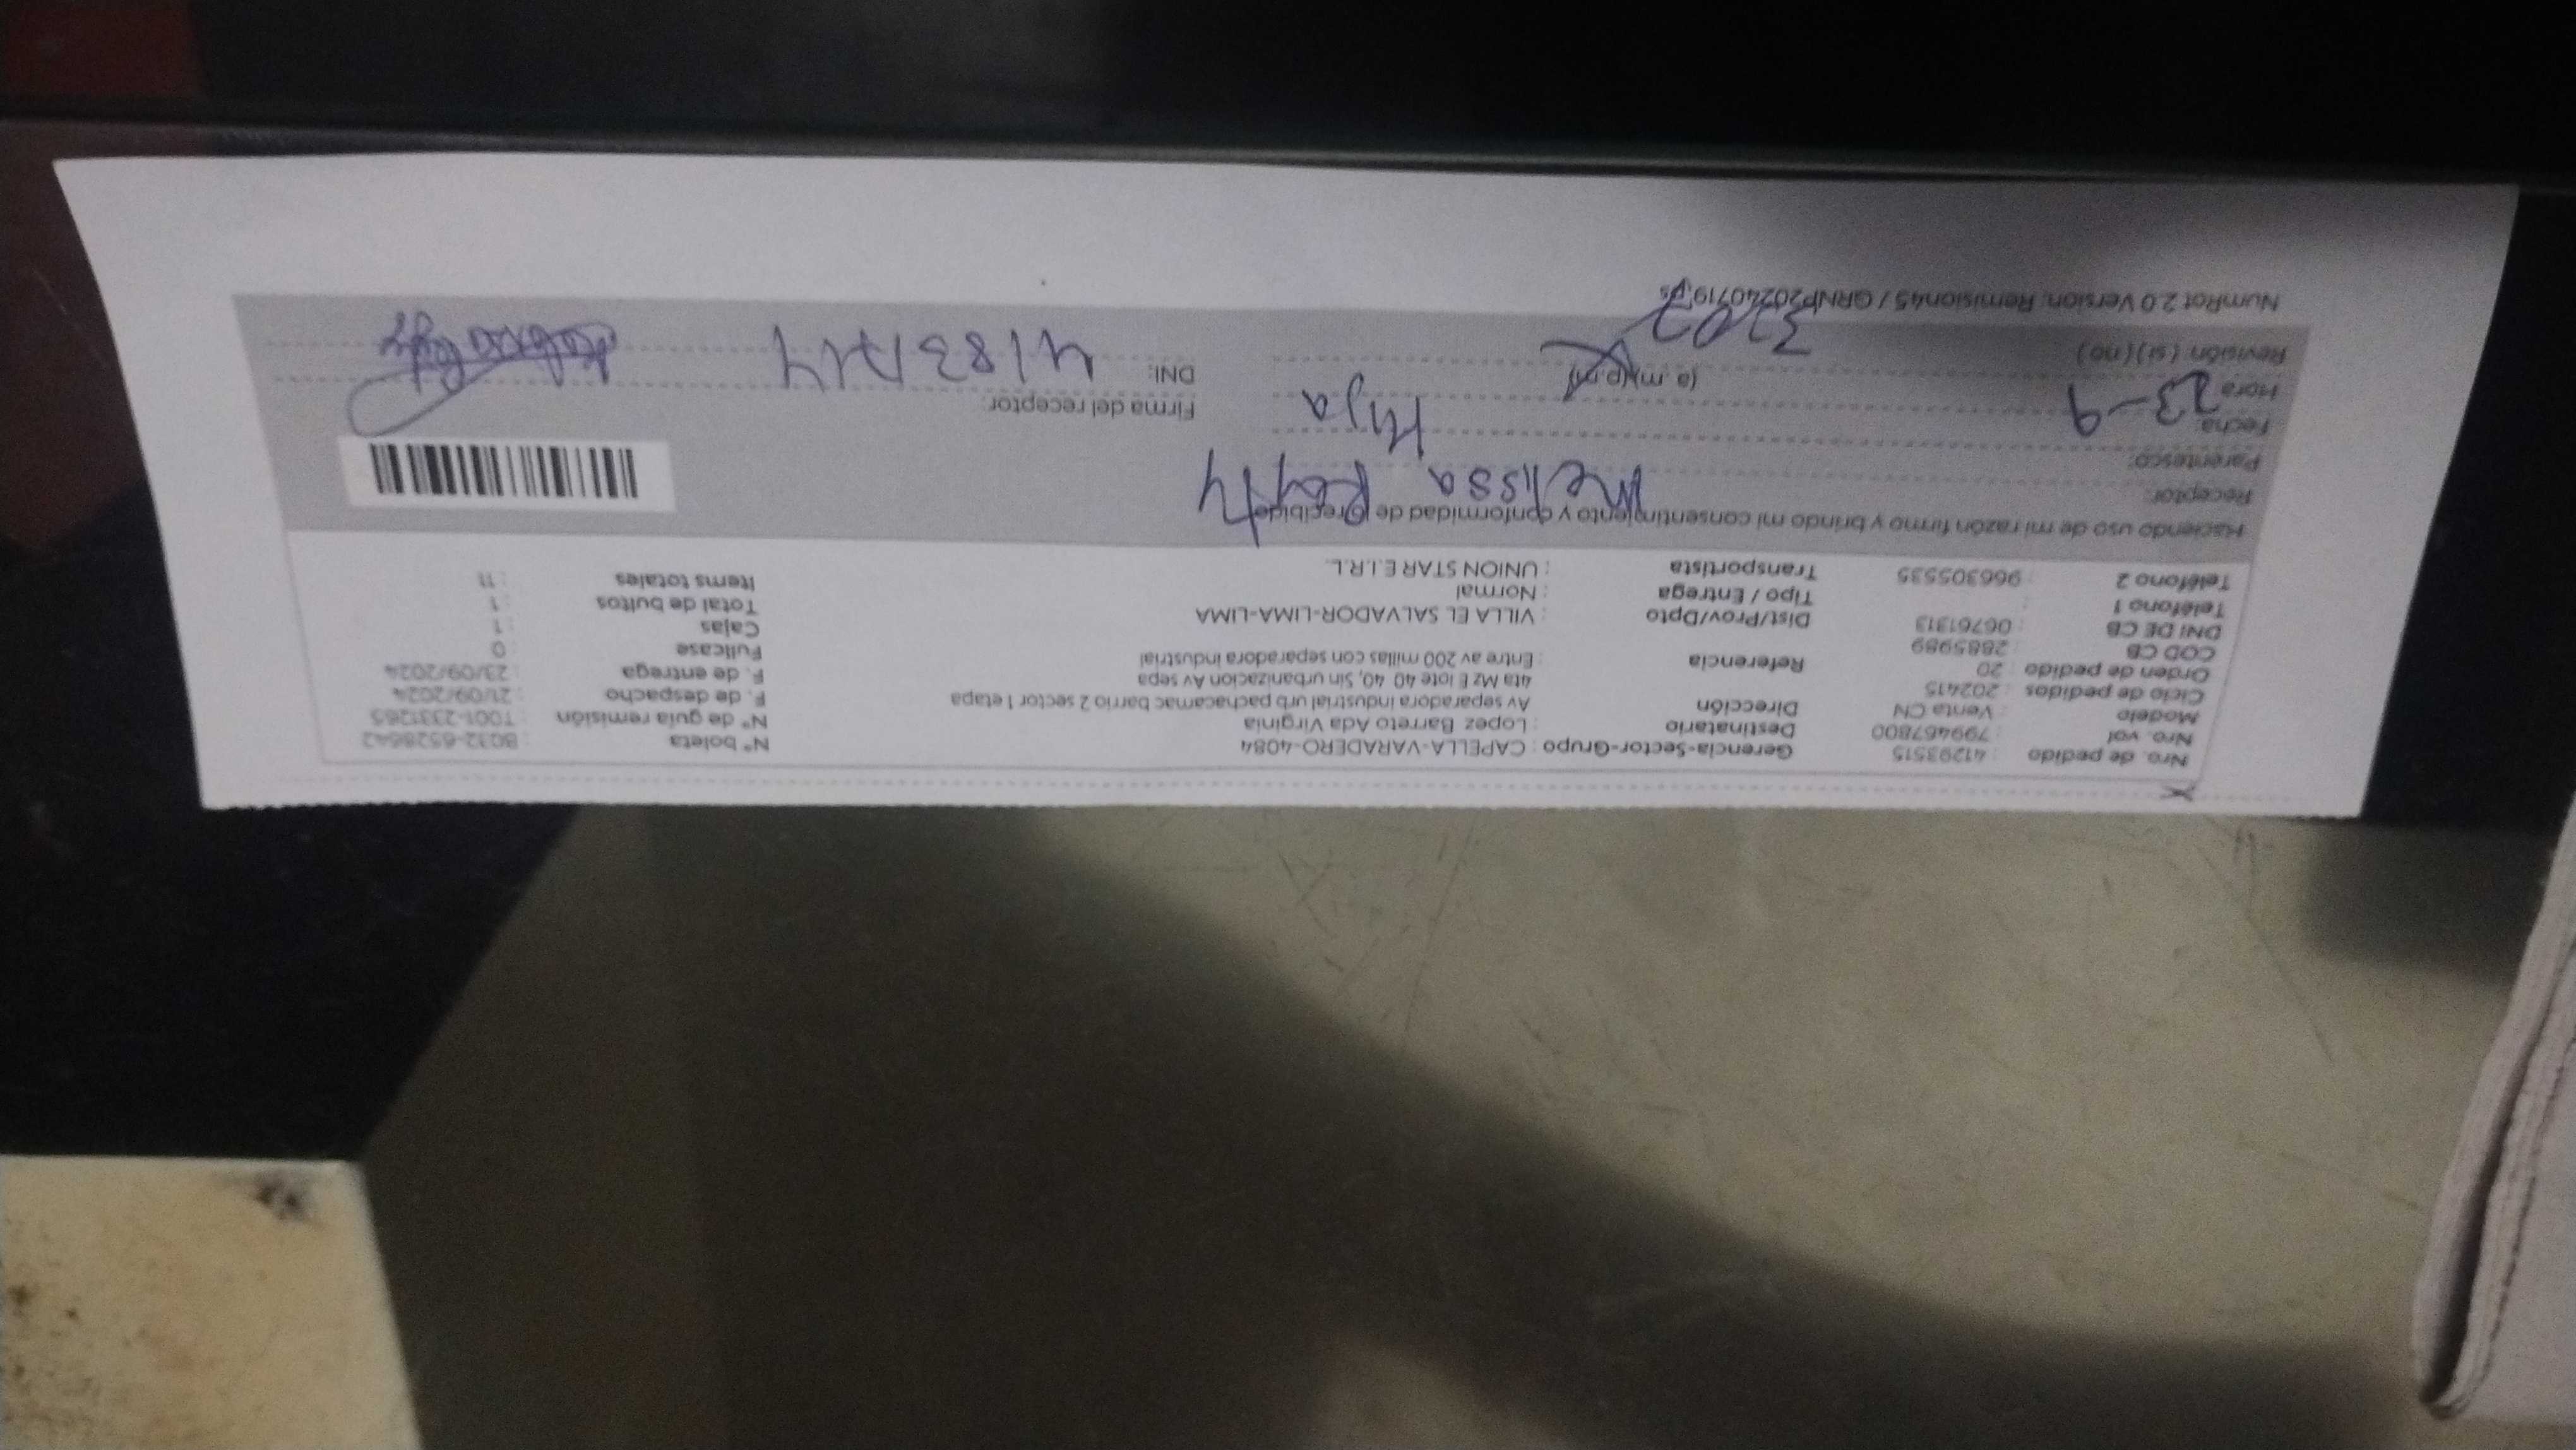 Nro. de pedido : 41293515 Gerencia-Sector-Grupo : CAPELLA-VARADERO-4084 N° boleta : B032-6528642
Nro. vol : 799467800 Destinatario : Lopez Barreto Ada Virginia N° de guía remisión : T001-2331265
Modelo : Venta CN Dirección Av separadora industrial urb pachacamac barrio 2 sector 1 etapa F. de despacho : 21/09/2024
Ciclo de pedidos : 202415 4ta Mz E lote 40 40, Sin urbanizacion Av sepa F. de entrega : 23/09/2024
Orden de pedido : 20 Referencia : Entre av 200 millas con separadora industrial Fullcase : 0
COD CB : 2885989 Dist/Prov/Dpto : VILLA EL SALVADOR-LIMA-LIMA Cajas : 1
DNI DE CB : 06761313 Tipo / Entrega : Normal Total de bultos : 1
Teléfono 1 : Transportista : UNION STAR E.I.R.L. Items totales : 11
Teléfono 2 : 966305535
Haciendo uso de mi razón firmo y brindo mi consentimiento y conformidad de lo recibido
Receptor: Melissa
Parentesco: Hija
Fecha: 23-9 Firma del receptor:
Hora (a. m)(p.m) DNI:
Revisión: (si) (no)
NumRot 2.0 Version: Remision45 / GRNP20240719.ps